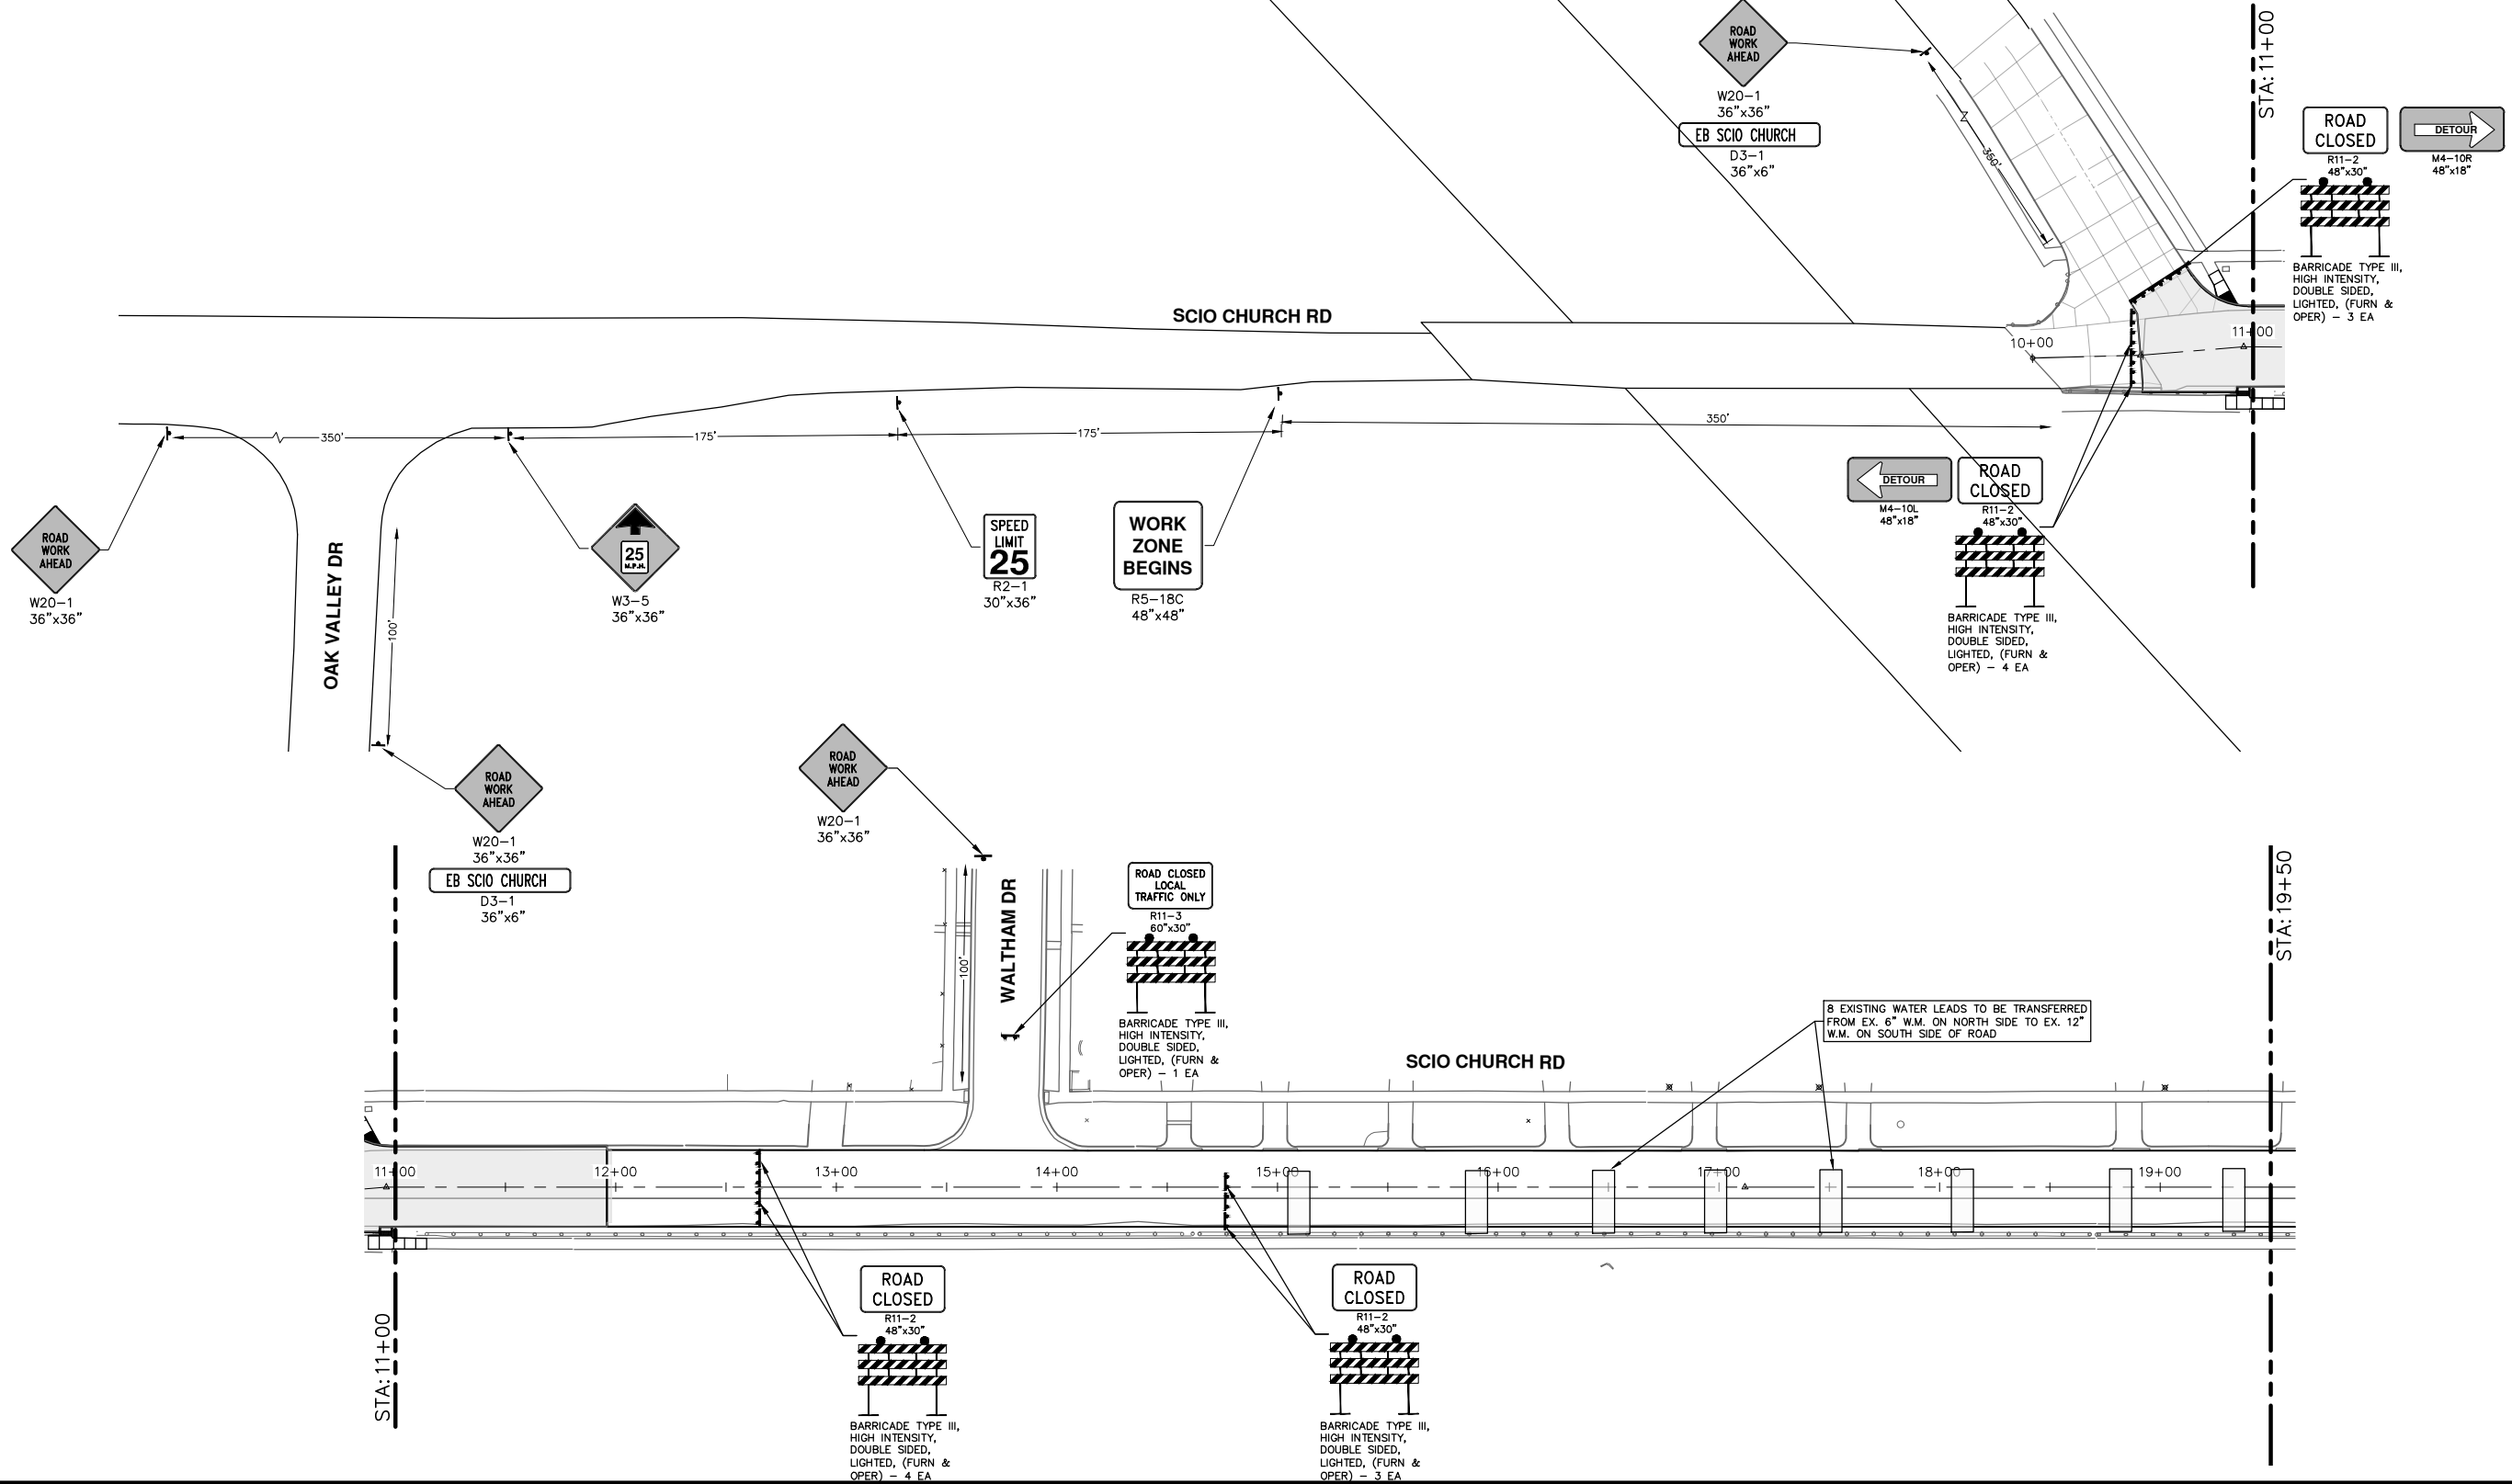 ROAD
WORK
AHEAD
W20-1
36"x36"
EB SCIO CHURCH
D3-1
36"x6"
350'
STA:11+00
ROAD
CLOSED
R11-2
48"x30"
DETOUR
M4-10R
48"x18"
BARRICADE TYPE III,
HIGH INTENSITY,
DOUBLE SIDED,
LIGHTED, (FURN &
OPER) - 3 EA
SCIO CHURCH RD
10+00
11+00
350'
175'
175'
350'
ROAD
WORK
AHEAD
W20-1
36"x36"
OAK VALLEY DR
100'
25
M.P.H.
W3-5
36"x36"
SPEED
LIMIT
25
R2-1
30"x36"
WORK
ZONE
BEGINS
R5-18C
48"x48"
DETOUR
M4-10L
48"x18"
ROAD
CLOSED
R11-2
48"x30"
BARRICADE TYPE III,
HIGH INTENSITY,
DOUBLE SIDED,
LIGHTED, (FURN &
OPER) - 4 EA
ROAD
WORK
AHEAD
W20-1
36"x36"
EB SCIO CHURCH
D3-1
36"x6"
ROAD
WORK
AHEAD
W20-1
36"x36"
100'
WALTHAM DR
ROAD CLOSED
LOCAL
TRAFFIC ONLY
R11-3
60"x30"
BARRICADE TYPE III,
HIGH INTENSITY,
DOUBLE SIDED,
LIGHTED, (FURN &
OPER) - 1 EA
SCIO CHURCH RD
8 EXISTING WATER LEADS TO BE TRANSFERRED
FROM EX. 6" W.M. ON NORTH SIDE TO EX. 12"
W.M. ON SOUTH SIDE OF ROAD
STA:19+50
11+00
12+00
13+00
14+00
15+00
16+00
17+00
18+00
19+00
STA:11+00
ROAD
CLOSED
R11-2
48"x30"
BARRICADE TYPE III,
HIGH INTENSITY,
DOUBLE SIDED,
LIGHTED, (FURN &
OPER) - 4 EA
ROAD
CLOSED
R11-2
48"x30"
BARRICADE TYPE III,
HIGH INTENSITY,
DOUBLE SIDED,
LIGHTED, (FURN &
OPER) - 3 EA